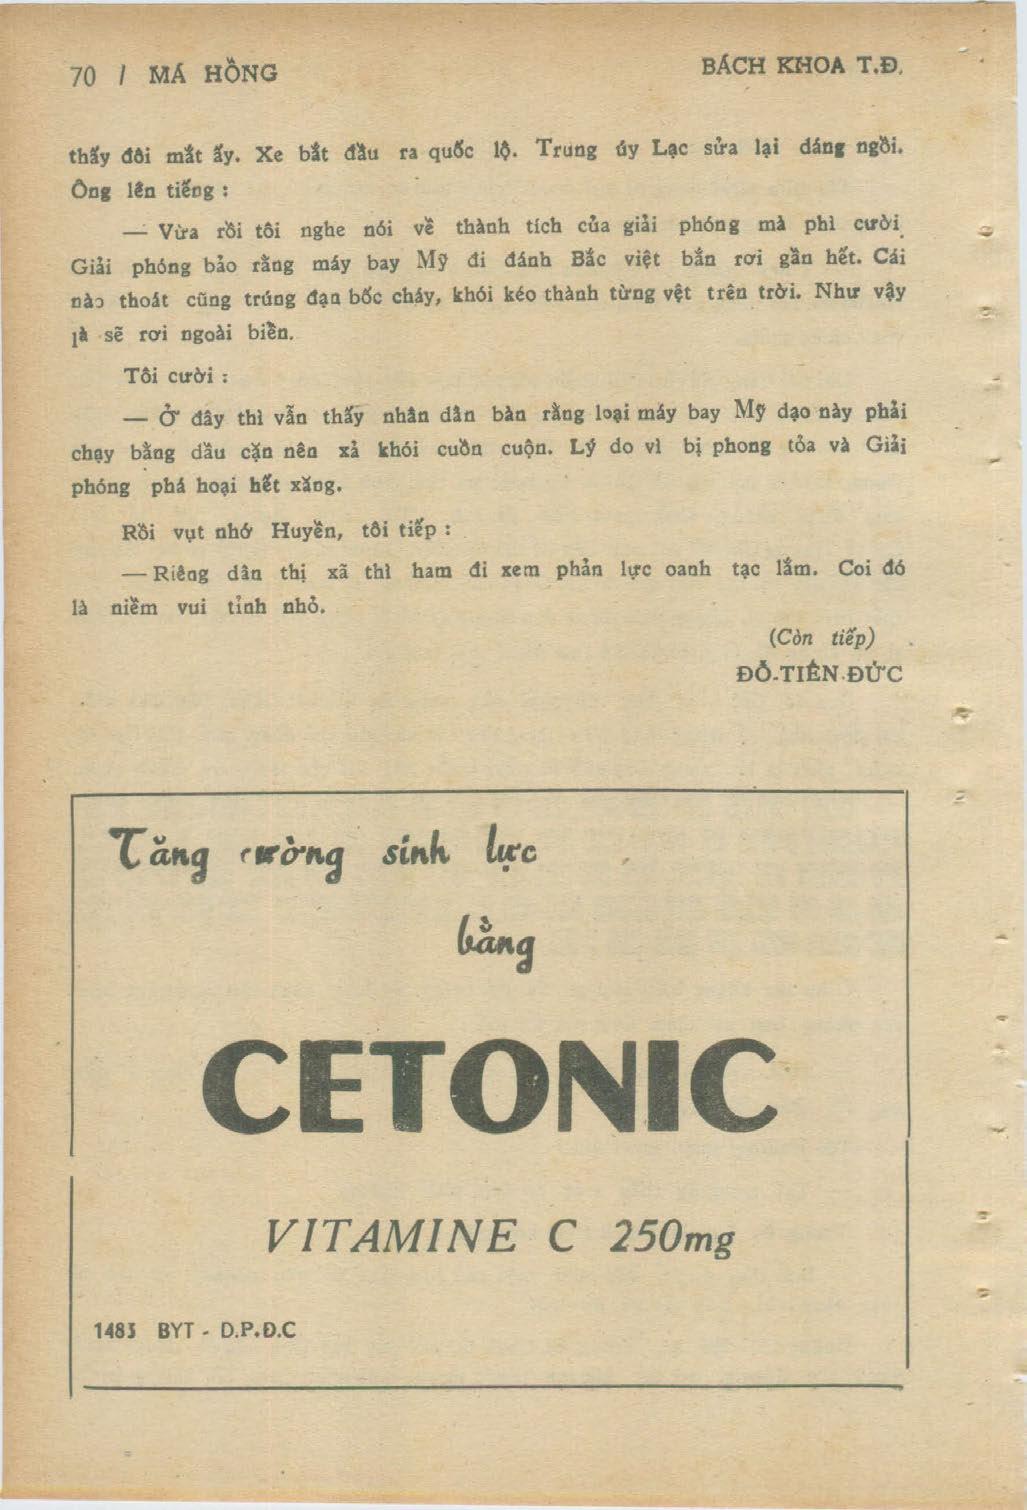 70 / MÁ HỒNG
BÁCH KHOA T.Đ.
thấy đôi mắt ấy. Xe bắt đầu ra quốc lộ. Trung úy Lạc sửa lại dáng ngồi.
Ông lên tiếng :
— Vừa rồi tôi nghe nói về thành tích của giải phóng mà phì cười.
Giải phóng bảo rằng máy bay Mỹ đi đánh Bắc việt bắn rơi gần hết. Cái
nào thoát cũng trúng đạn bốc cháy, khói kéo thành từng vệt trên trời. Như vậy
là sẽ rơi ngoài biển.
Tôi cười :
— Ở đây thì vẫn thấy nhân dân bàn rằng loại máy bay Mỹ dạo này phải
chạy bằng dầu cặn nên xả khói cuồn cuộn. Lý do vì bị phong tỏa và Giải
phóng phá hoại hết xăng.
Rồi vụt nhớ Huyền, tôi tiếp :
— Riêng dân thị xã thì ham đi xem phản lực oanh tạc lắm. Coi đó
là niềm vui tỉnh nhỏ.
(Còn tiếp)
ĐỖ-TIẾN-ĐỨC
Tăng cường sinh lực
bằng
CETONIC
VITAMINE C 250mg
1483 BYT - D.P.Đ.C